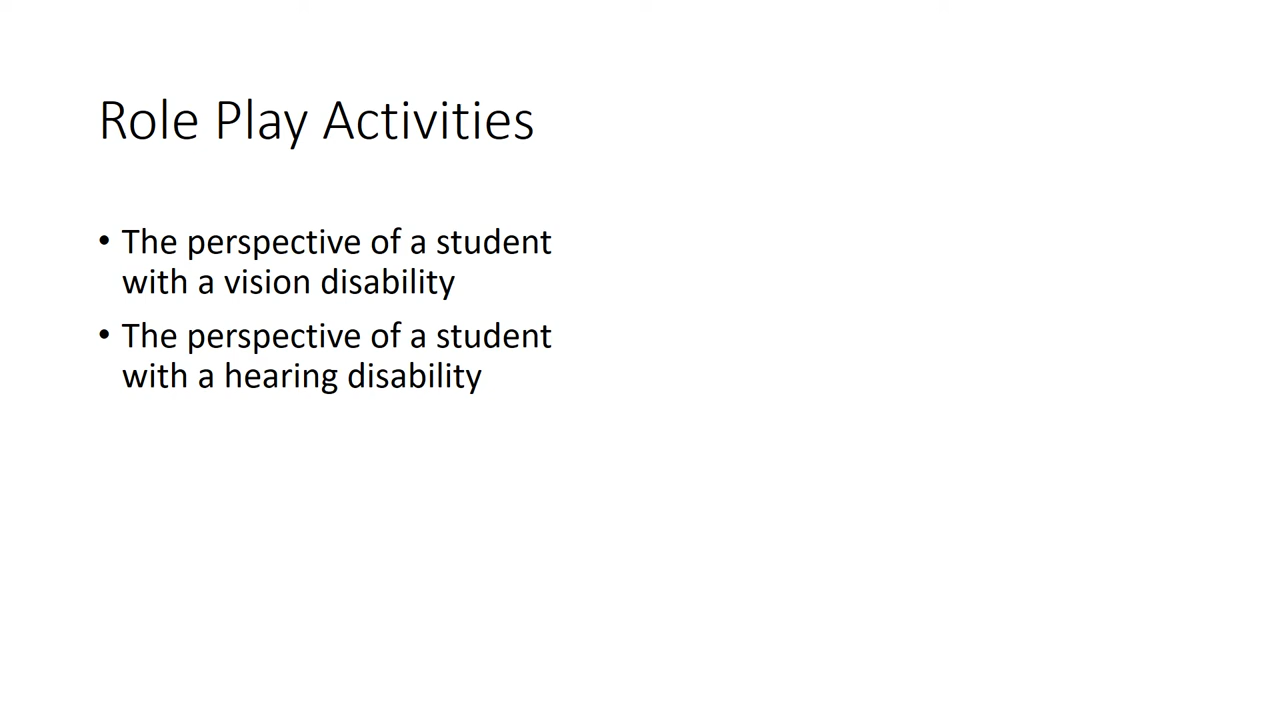 Role Play Activities
• The perspective of a student
with a vision disability
• The perspective of a student
with a hearing disability